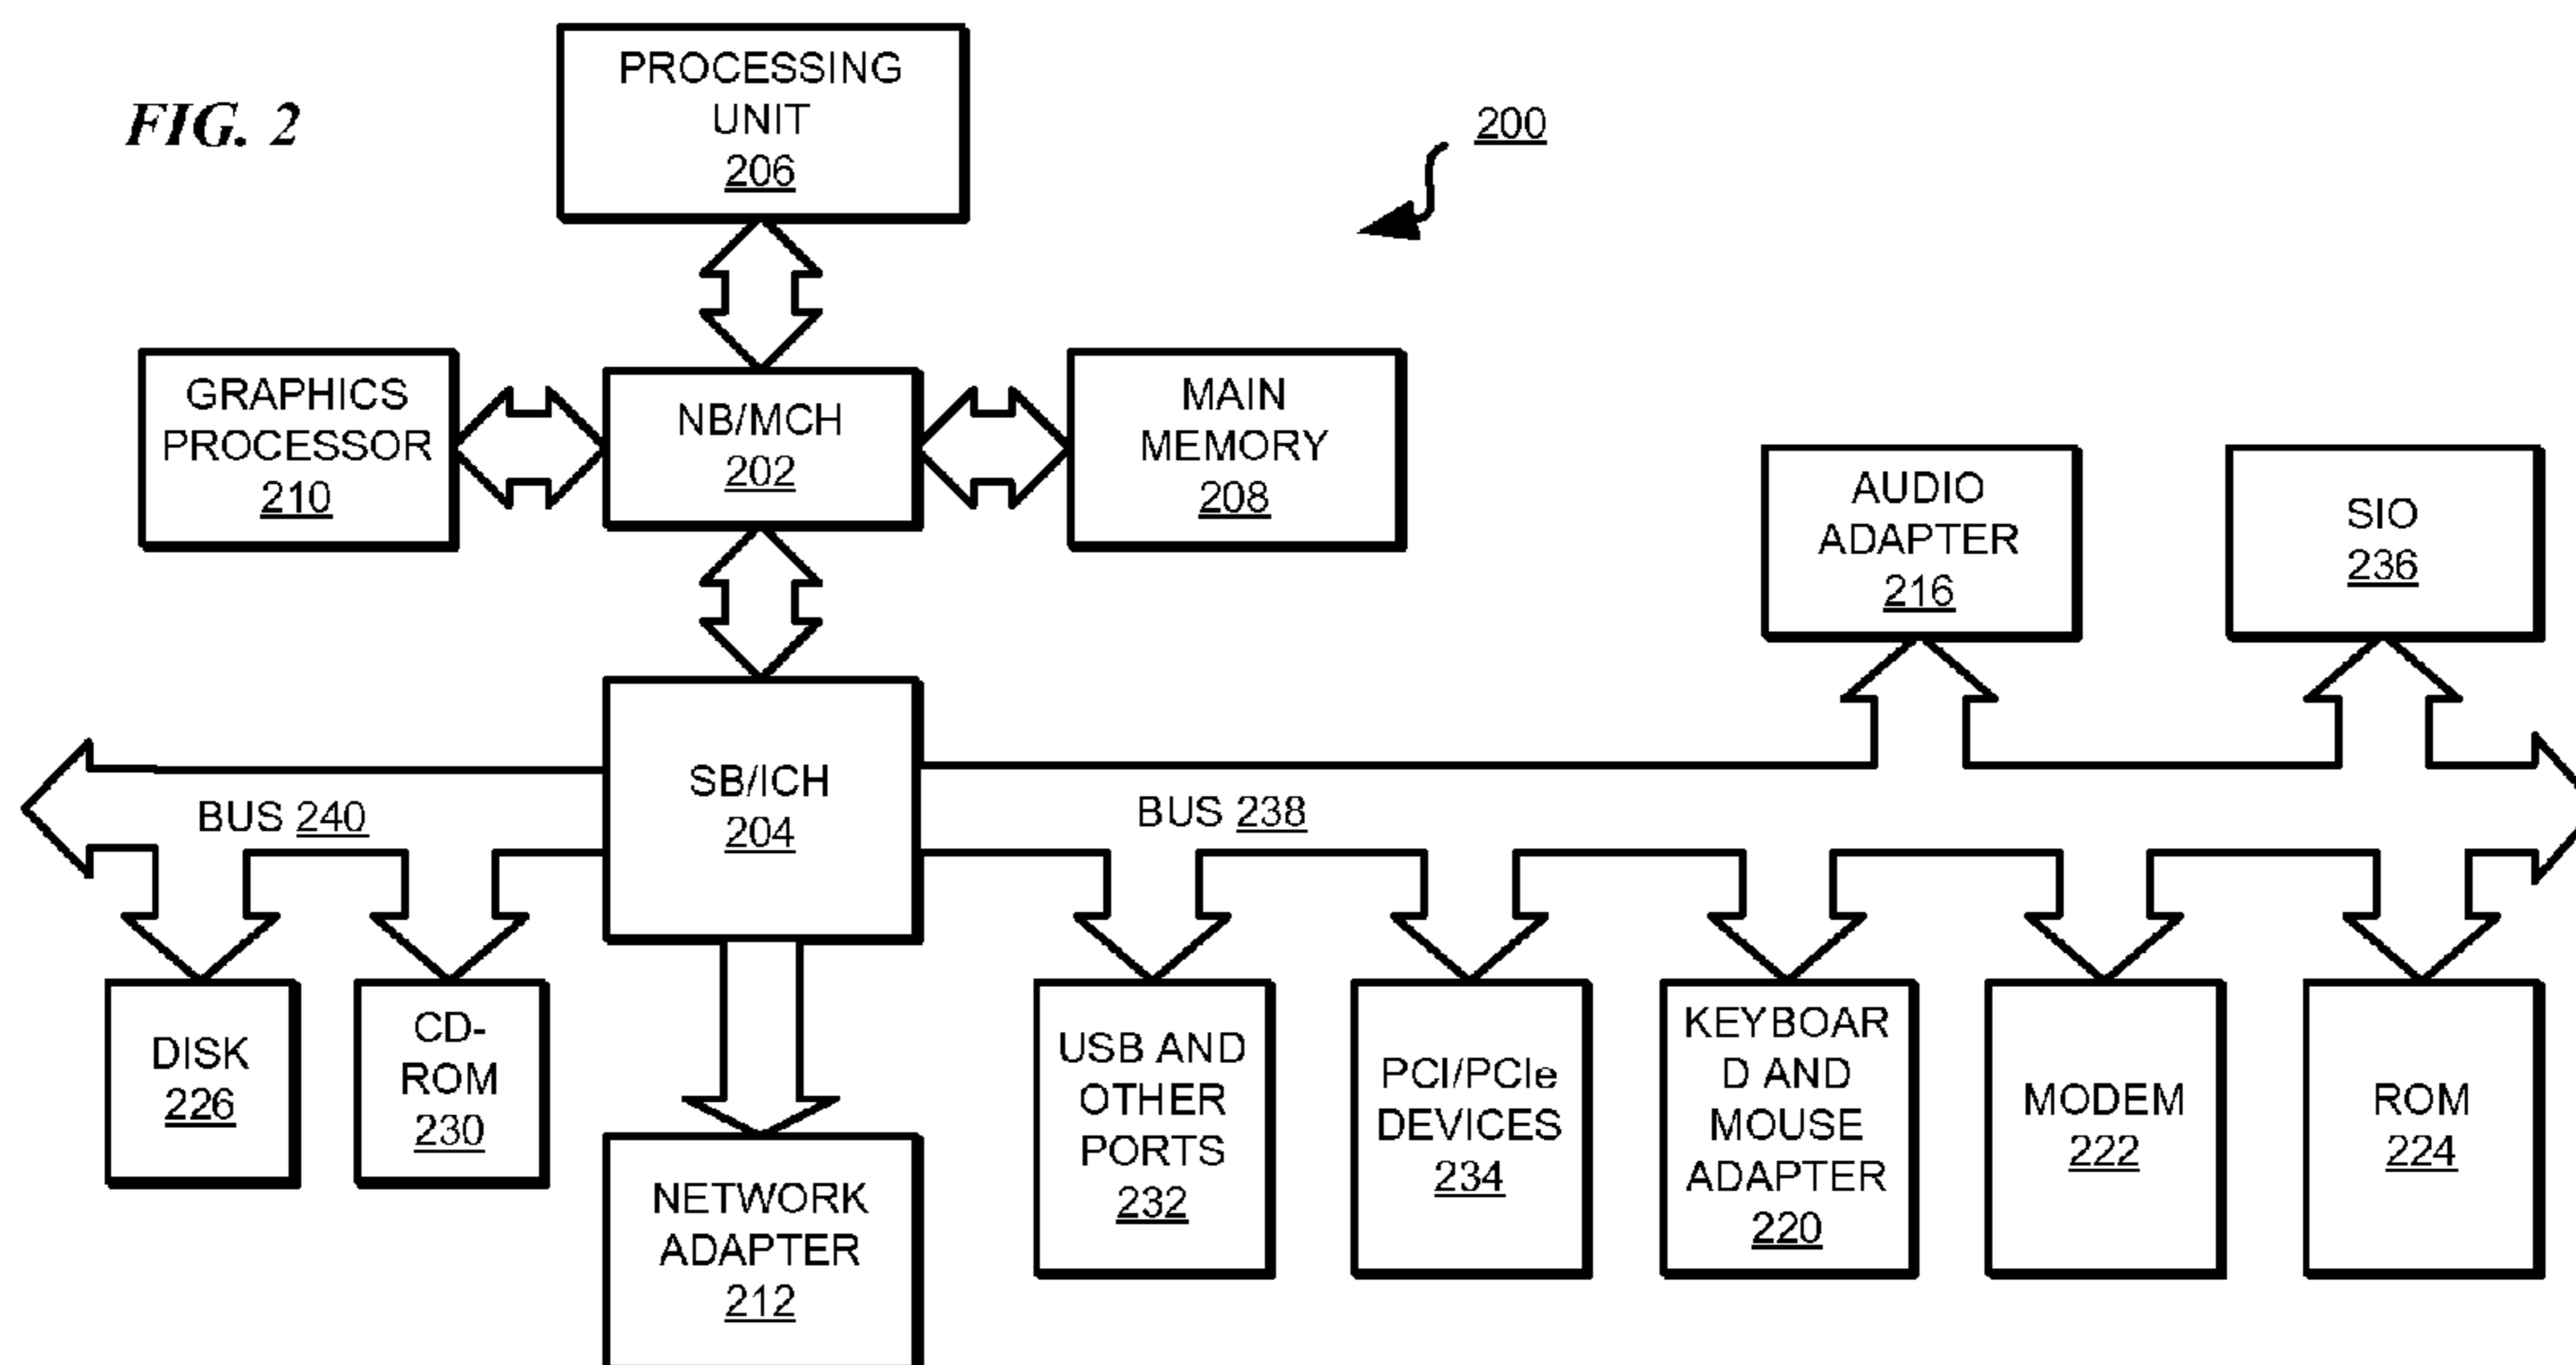 FIG. 2
PROCESSING
UNIT
206
200
GRAPHICS
PROCESSOR
210
NB/MCH
202
MAIN
MEMORY
208
AUDIO
ADAPTER
216
SIO
236
SB/ICH
204
BUS 240
BUS 238
DISK
226
CD-
ROM
230
NETWORK
ADAPTER
212
USB AND
OTHER
PORTS
232
PCI/PCIe
DEVICES
234
KEYBOAR
D AND
MOUSE
ADAPTER
220
MODEM
222
ROM
224